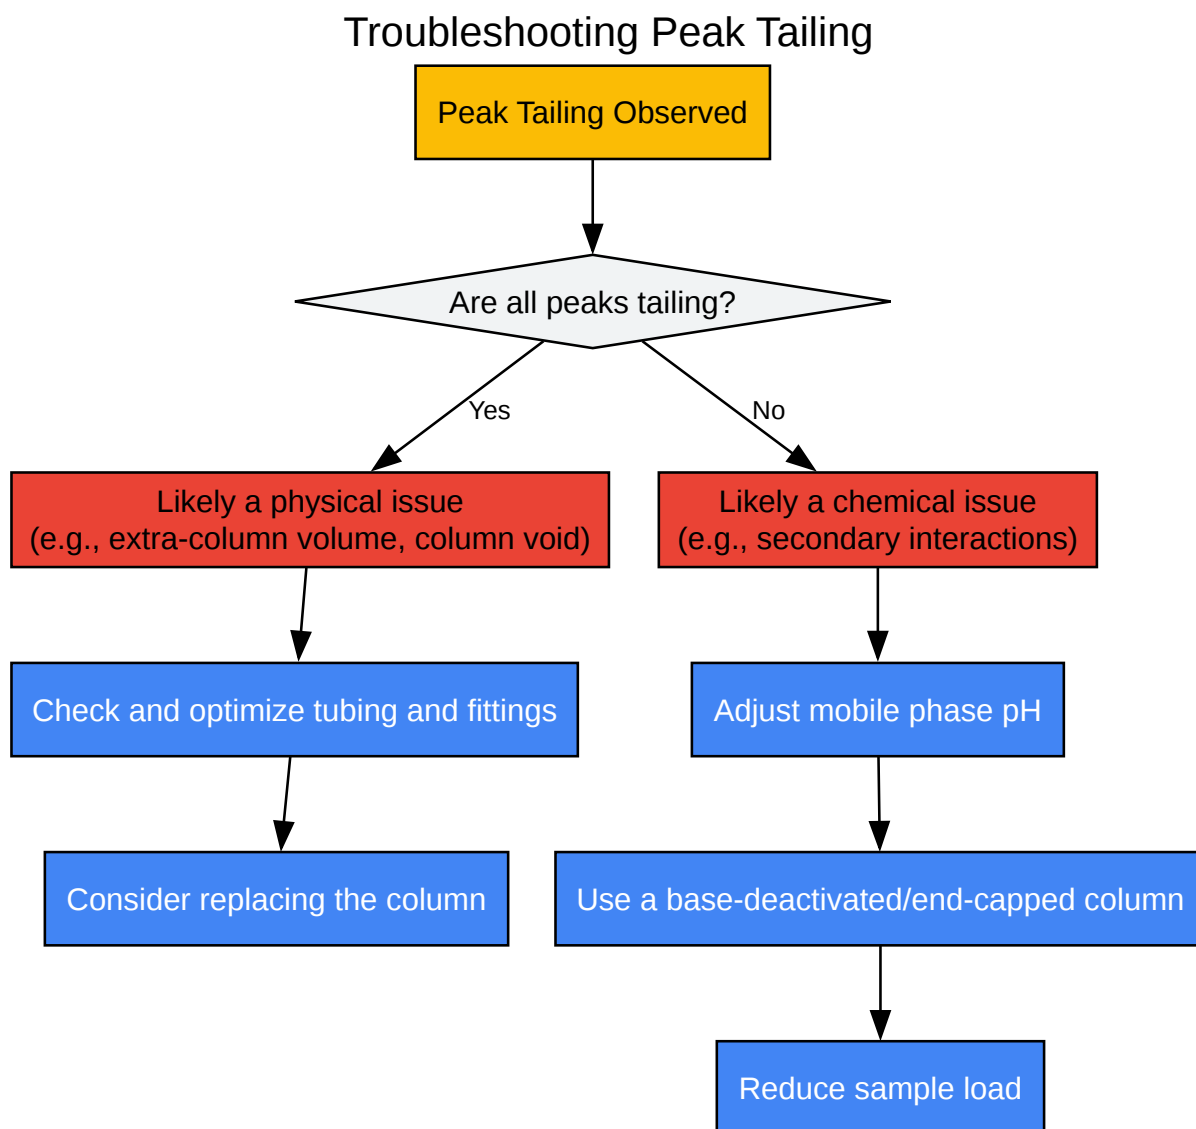 Troubleshooting Peak Tailing
Peak Tailing Observed
Are all peaks tailing?
Yes
No
Likely a physical issue
(e.g., extra-column volume, column void)
Likely a chemical issue
(e.g., secondary interactions)
Check and optimize tubing and fittings
Adjust mobile phase pH
Consider replacing the column
Use a base-deactivated/end-capped column
Reduce sample load